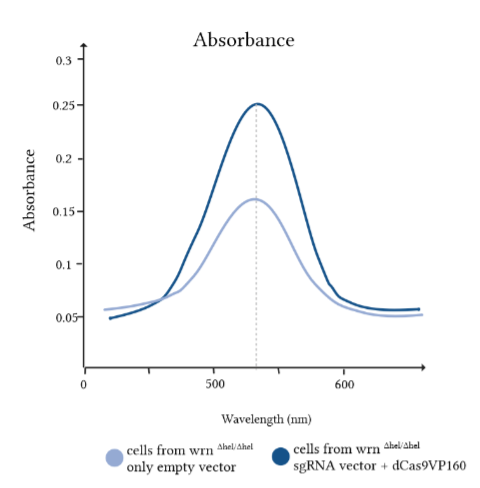 Absorbance
0.3
0.25
0.2
0.15
0.1
0.05
Absorbance
0
500
600
Wavelength (nm)
cells from wrn Δhel/Δhel
only empty vector
cells from wrn Δhel/Δhel
sgRNA vector + dCas9VP160